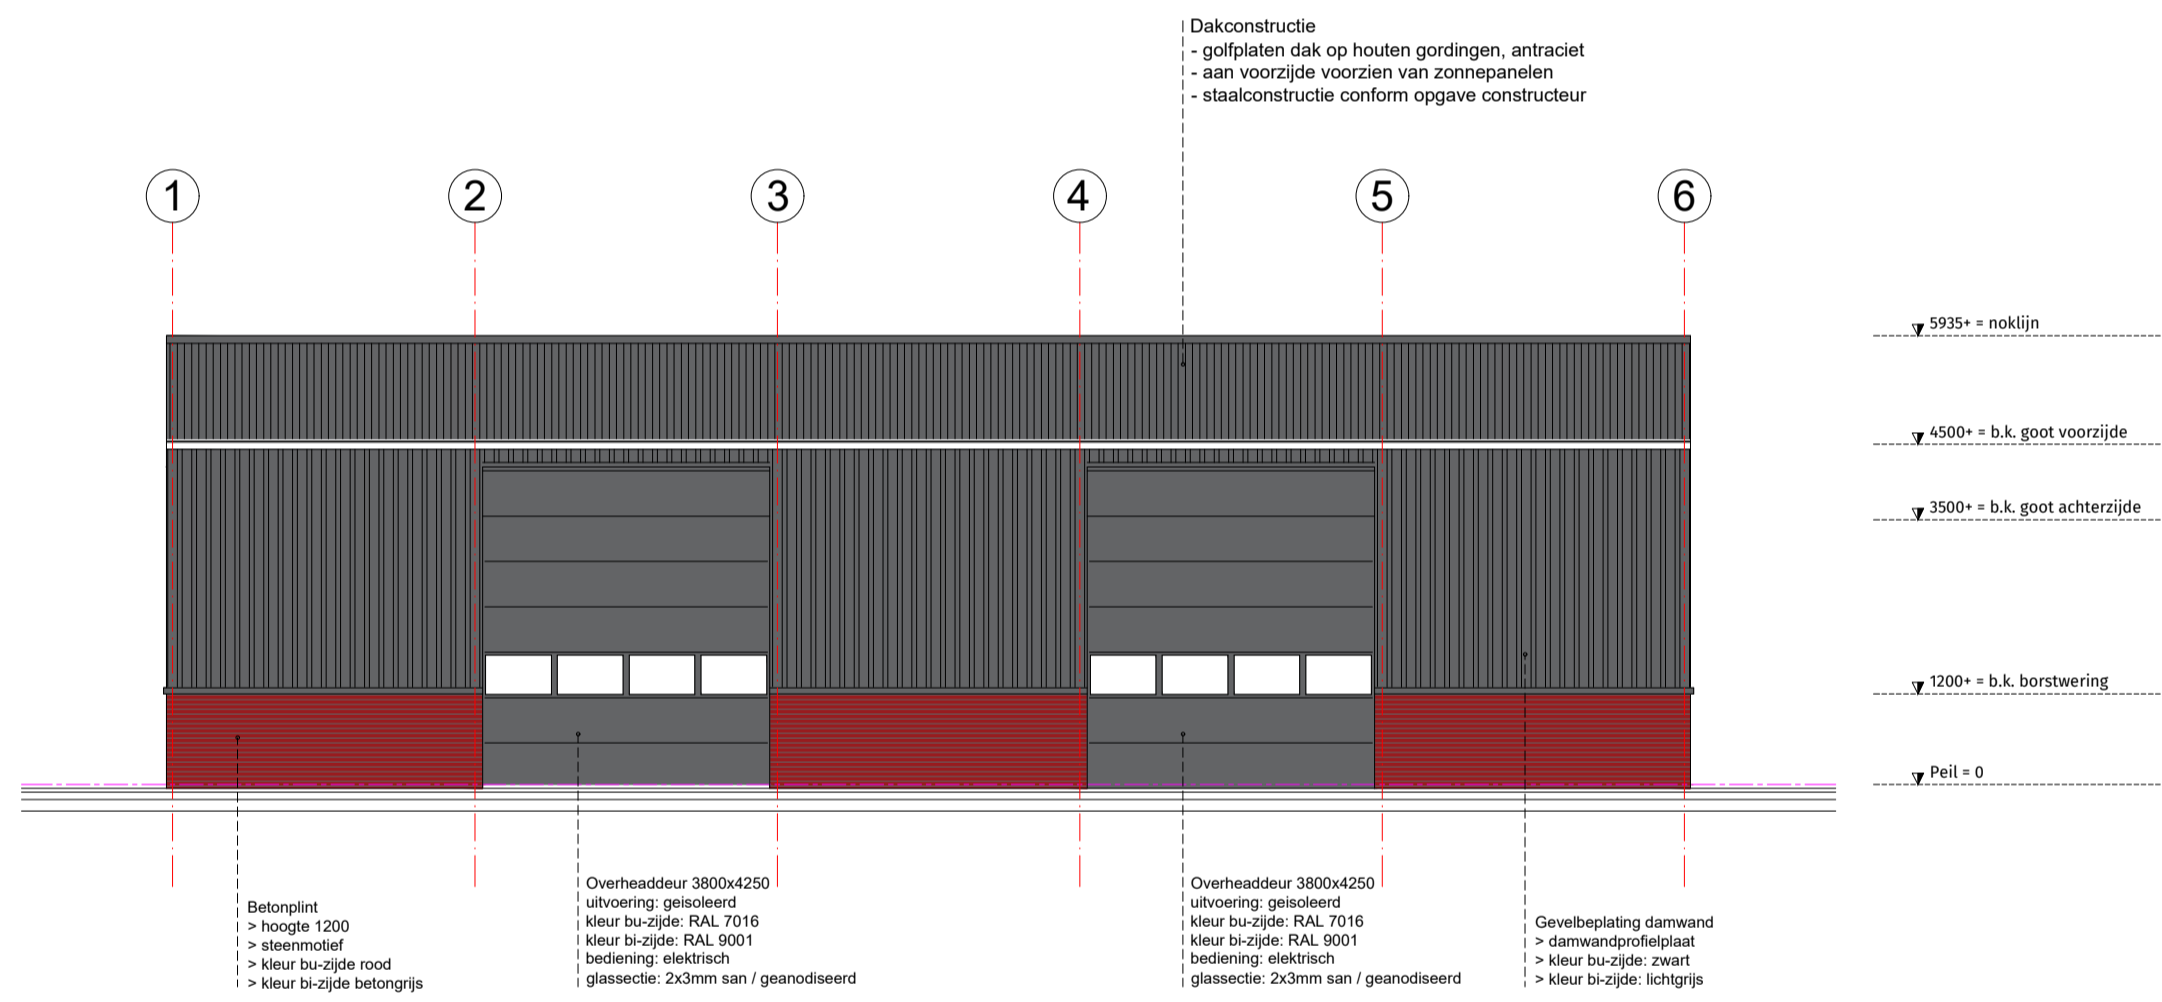 Dakconstructie
- golfplaten dak op houten gordingen, antraciet
- aan voorzijde voorzien van zonnepanelen
- staalconstructie conform opgave constructeur
1 2 3 4 5 6
5935+ = noklijn
4500+ = b.k. goot voorzijde
3500+ = b.k. goot achterzijde
1200+ = b.k. borstwering
Peil = 0
Betonplint
> hoogte 1200
> steenmotief
> kleur bu-zijde rood
> kleur bi-zijde betongrijs
Overheaddeur 3800x4250
uitvoering: geisoleerd
kleur bu-zijde: RAL 7016
kleur bi-zijde: RAL 9001
bediening: elektrisch
glassectie: 2x3mm san / geanodiseerd
Overheaddeur 3800x4250
uitvoering: geisoleerd
kleur bu-zijde: RAL 7016
kleur bi-zijde: RAL 9001
bediening: elektrisch
glassectie: 2x3mm san / geanodiseerd
Gevelbeplating damwand
> damwandprofielplaat
> kleur bu-zijde: zwart
> kleur bi-zijde: lichtgrijs